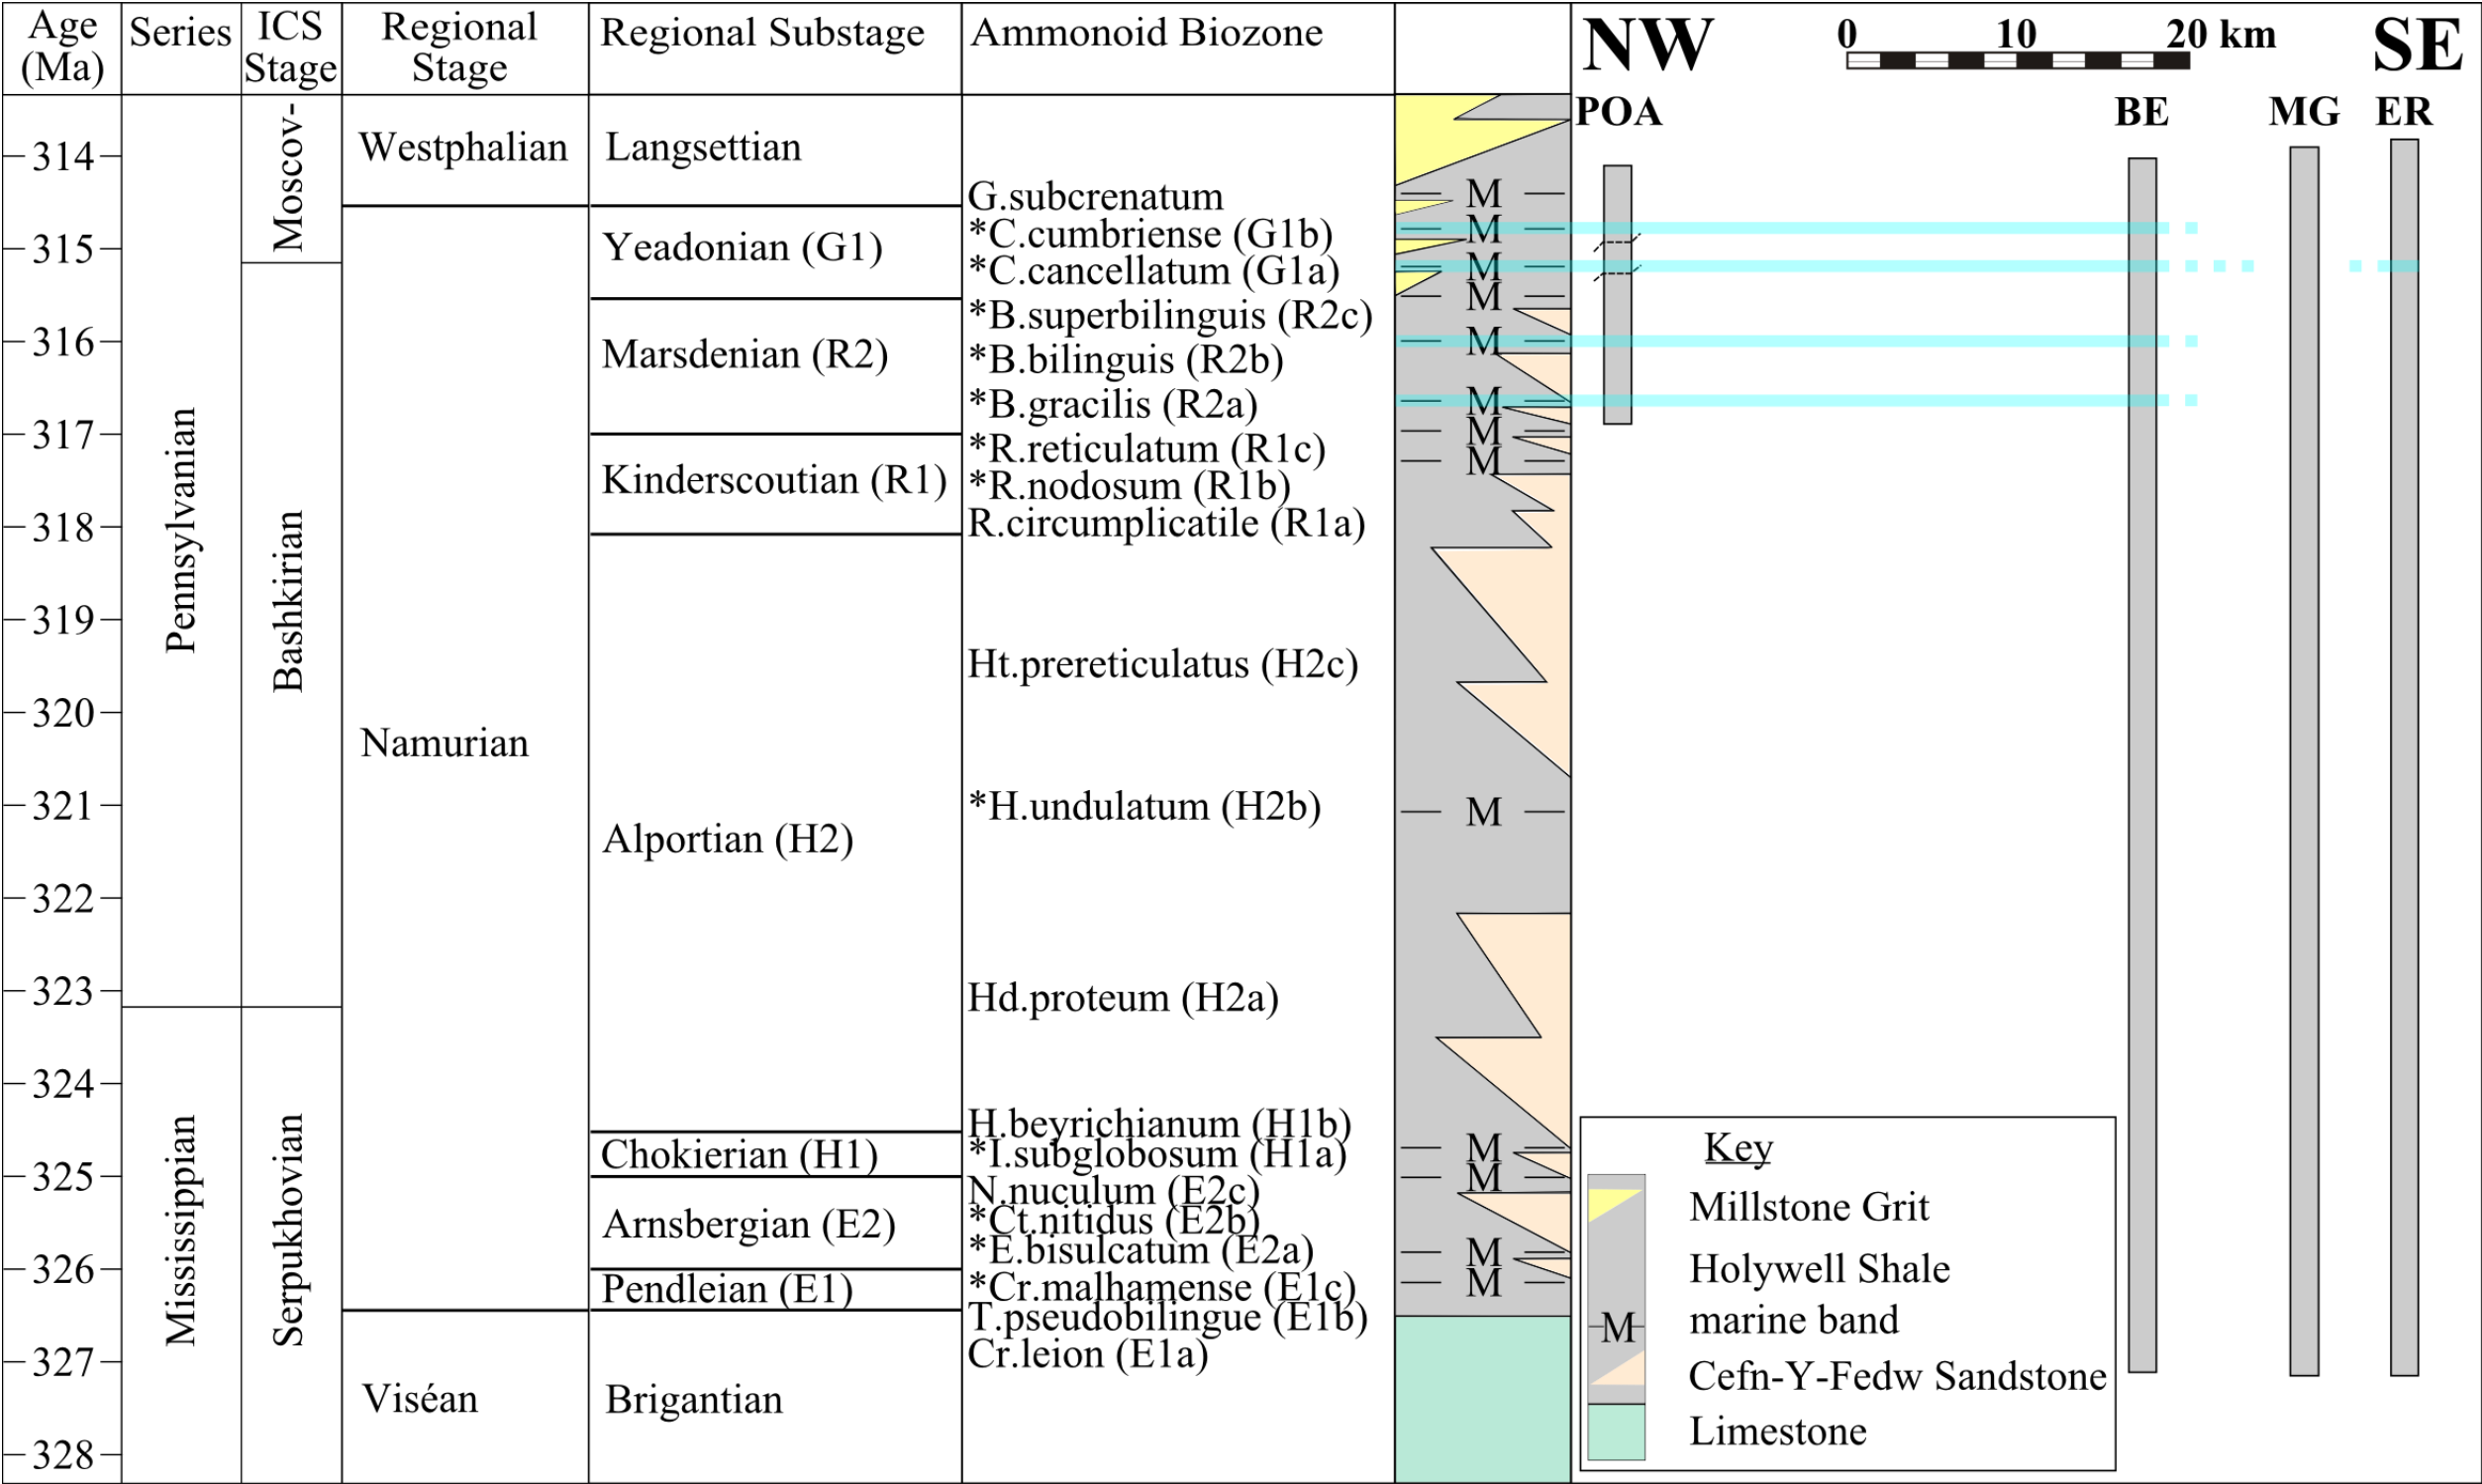 Age
(Ma)
Series
ICS
Stage
Regional
Stage
Regional Substage
Ammonoid Biozone
NW
0 10 20 km
SE
POA BE MG ER
314
315
316
317
318
319
320
321
322
323
324
325
326
327
328
Pennsylvanian
Mississippian
Moscov-
Bashkirian
Serpukhovian
Westphalian
Namurian
Viséan
Langsettian
Yeadonian (G1)
Marsdenian (R2)
Kinderscoutian (R1)
Alportian (H2)
Chokierian (H1)
Arnsbergian (E2)
Pendleian (E1)
Brigantian
G.subcrenatum
*C.cumbriense (G1b)
*C.cancellatum (G1a)
*B.superbilinguis (R2c)
*B.bilinguis (R2b)
*B.gracilis (R2a)
*R.reticulatum (R1c)
*R.nodosum (R1b)
R.circumplicatile (R1a)
Ht.prereticulatus (H2c)
*H.undulatum (H2b)
Hd.proteum (H2a)
H.beyrichianum (H1b)
*I.subglobosum (H1a)
N.nuculum (E2c)
*Ct.nitidus (E2b)
*E.bisulcatum (E2a)
*Cr.malhamense (E1c)
T.pseudobilingue (E1b)
Cr.leion (E1a)
M
M
M
M
M
M
M
M
M
M
M
M
M
Key
Millstone Grit
Holywell Shale
M marine band
Cefn-Y-Fedw Sandstone
Limestone